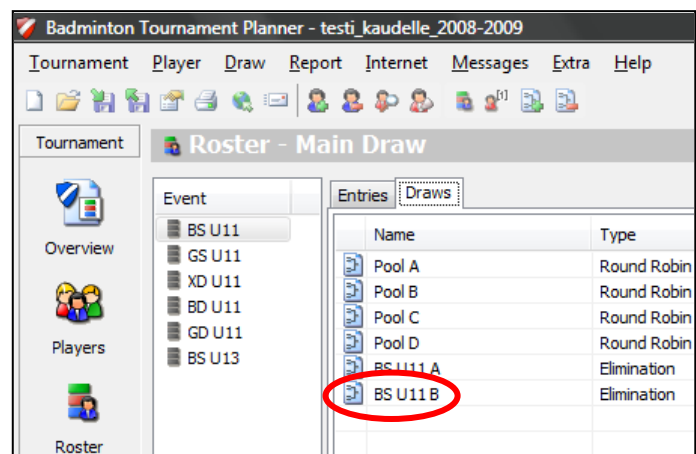 Badminton Tournament Planner - testi_kaudelle_2008-2009
Tournament Player Draw Report Internet Messages Extra Help
Tournament
Roster - Main Draw
Event
Entries Draws
Name Type
BS U11
GS U11
XD U11
BD U11
GD U11
BS U13
Pool A Round Robin
Pool B Round Robin
Pool C Round Robin
Pool D Round Robin
BS U11 A Elimination
BS U11 B Elimination
Overview
Players
Roster